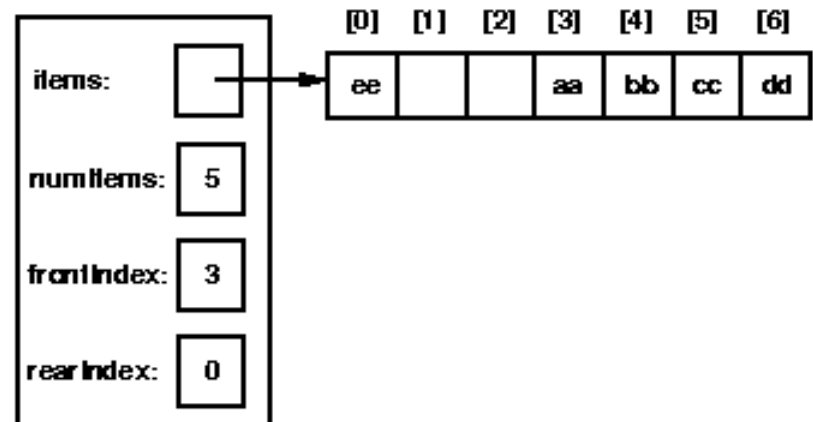 [0] [1] [2] [3] [4] [5] [6]
items:
ee aa bb cc dd
numItems: 5
frontIndex: 3
rearIndex: 0